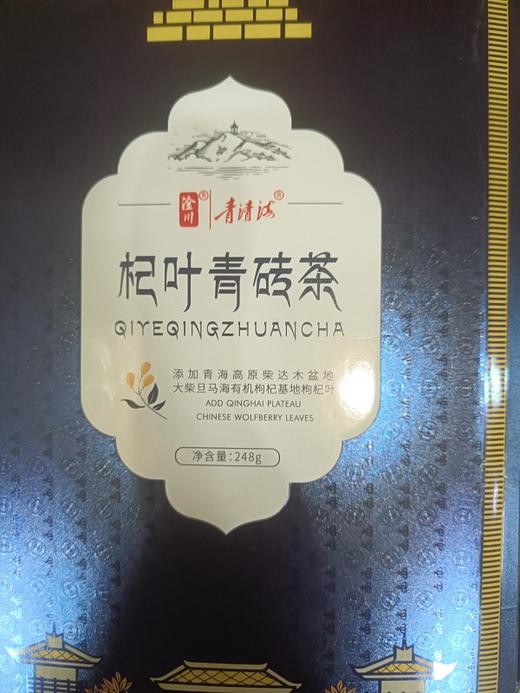 洤川® 青清海®
杞叶青砖茶
QIYEQINGZHUANCHA
添加青海高原柴达木盆地
大柴旦马海有机枸杞基地枸杞叶
ADD QINGHAI PLATEAU
CHINESE WOLFBERRY LEAVES
净含量:248g